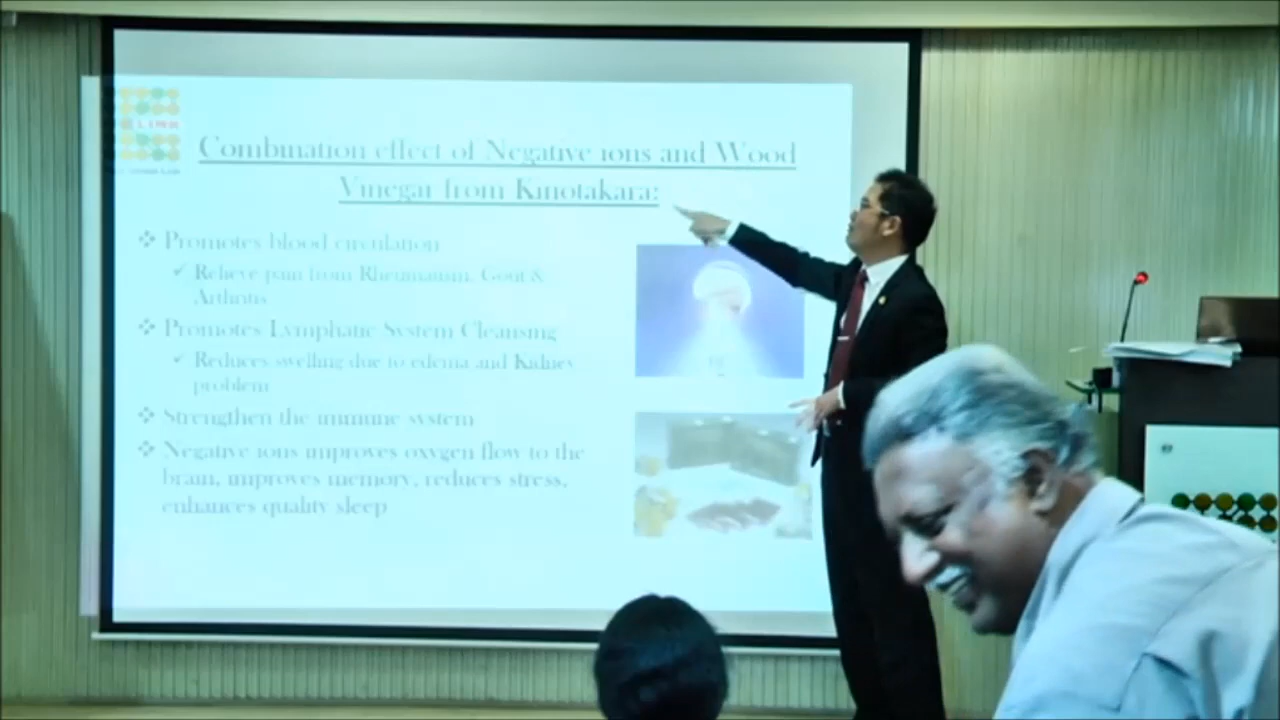 Combination effect of Negative ions and Wood
Vinegar from Kinotakara:
❖ Promotes blood circulation
✓ Relieve pain from Rheumatism, Gout &
Arthritis
❖ Promotes Lymphatic System Cleansing
✓ Reduces swelling due to edema and Kidney
problem
❖ Strengthen the immune system
❖ Negative ions improves oxygen flow to the
brain, improves memory, reduces stress,
enhances quality sleep